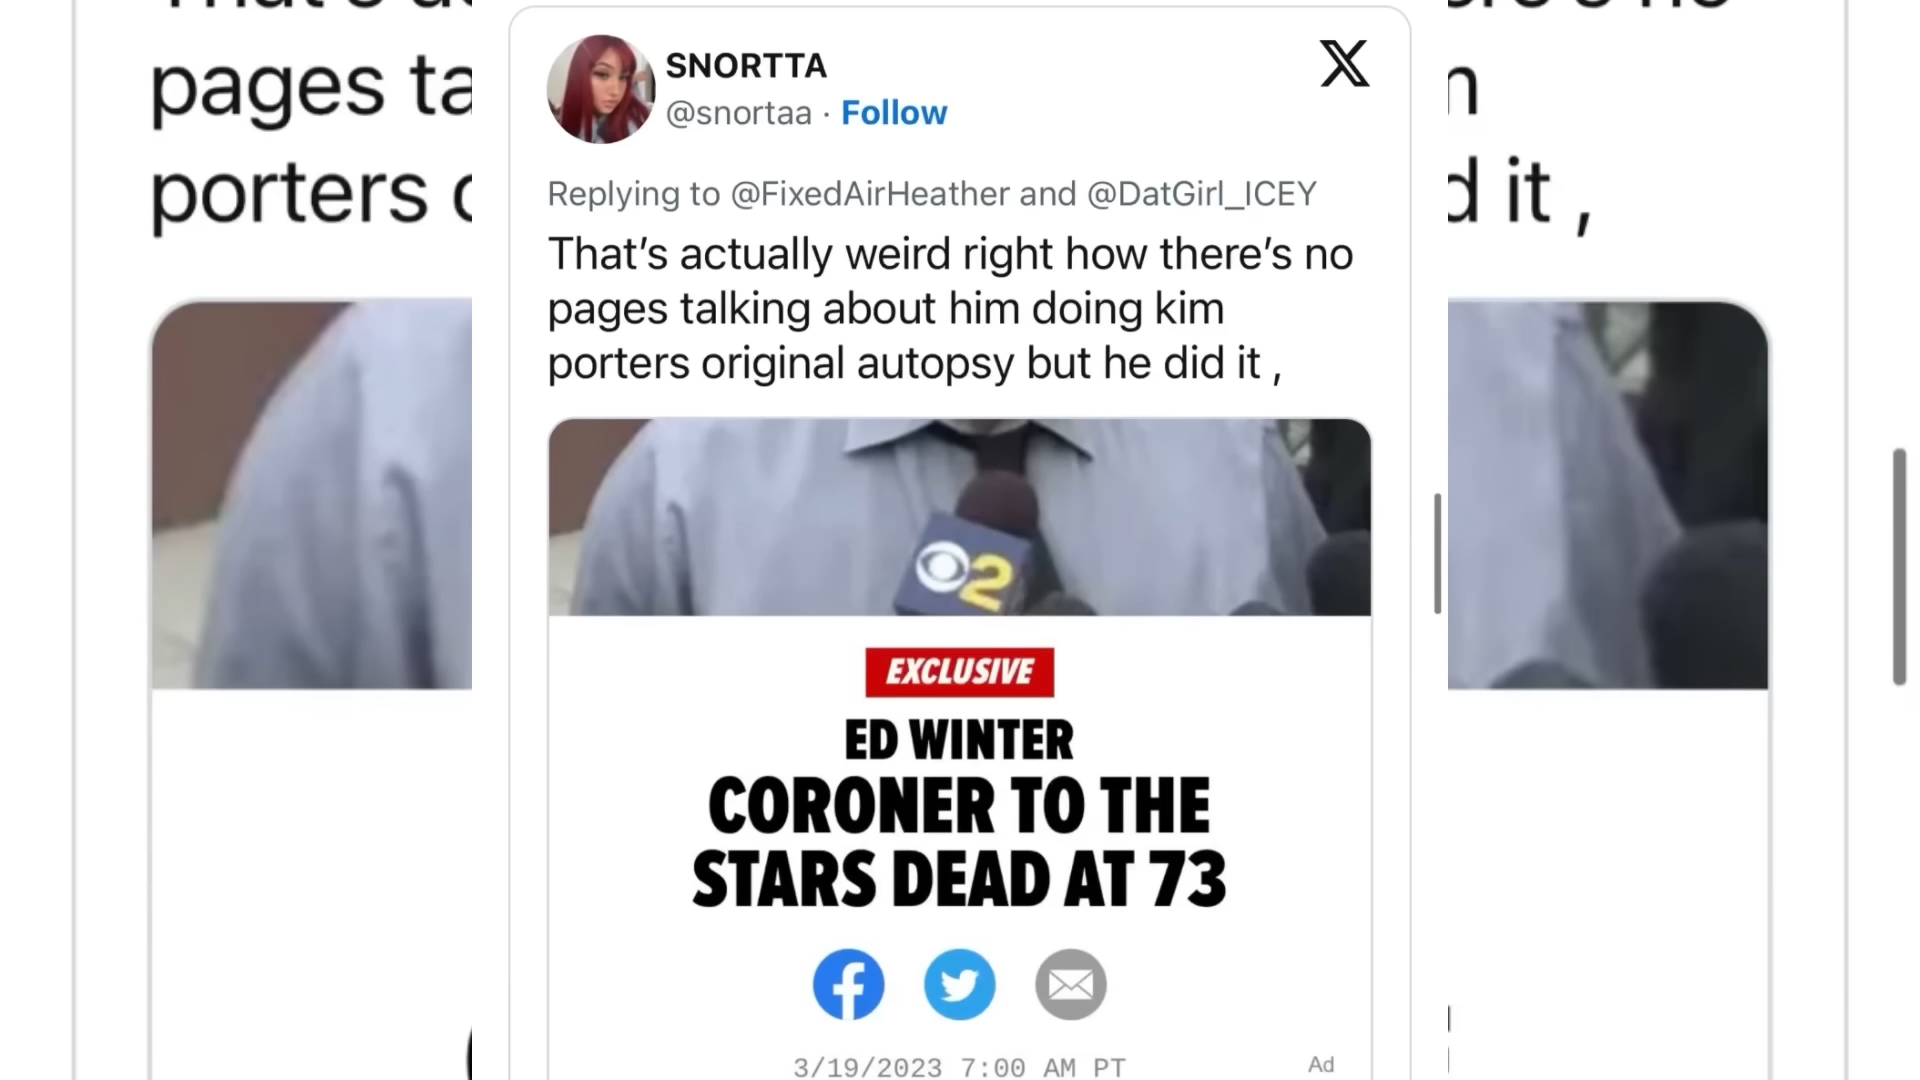 pages ta
porters
SNORTTA
@snortaa · Follow
Replying to @FixedAirHeather and @DatGirl_ICEY
That’s actually weird right how there’s no
pages talking about him doing kim
porters original autopsy but he did it ,
2
EXCLUSIVE
ED WINTER
CORONER TO THE
STARS DEAD AT 73
3/19/2023 7:00 AM PT
Ad
d it ,